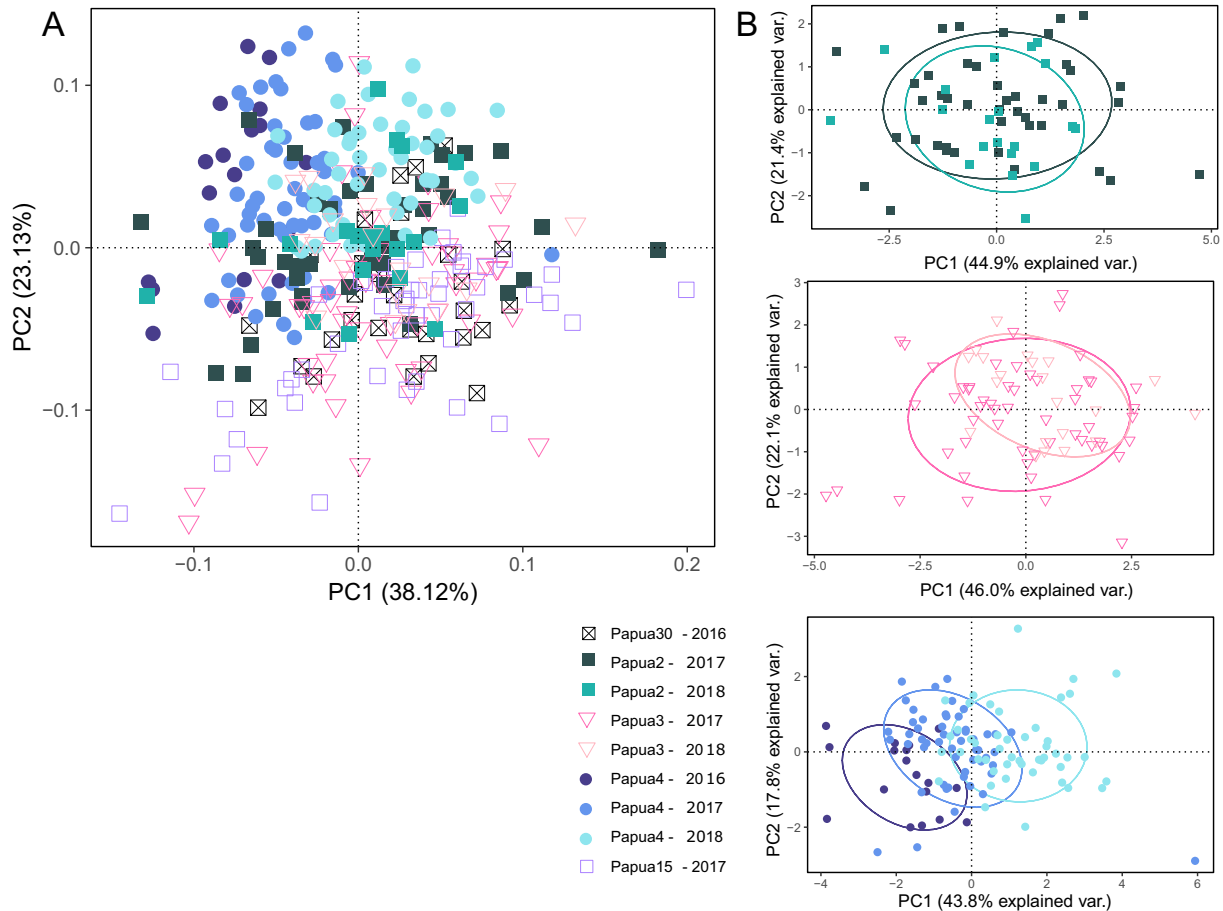 A
0.1
0.0
−0.1
PC2 (23.13%)
−0.1
0.0
0.1
0.2
PC1 (38.12%)
Papua30 - 2016
Papua2 - 2017
Papua2 - 2018
Papua3 - 2017
Papua3 - 2018
Papua4 - 2016
Papua4 - 2017
Papua4 - 2018
Papua15 - 2017
B
2
1
0
−1
−2
PC2 (21.4% explained var.)
−2.5
0.0
2.5
5.0
PC1 (44.9% explained var.)
3
2
1
0
−1
−2
−3
PC2 (22.1% explained var.)
−5.0
−2.5
0.0
2.5
PC1 (46.0% explained var.)
2
0
−2
PC2 (17.8% explained var.)
−4
−2
0
2
4
6
PC1 (43.8% explained var.)